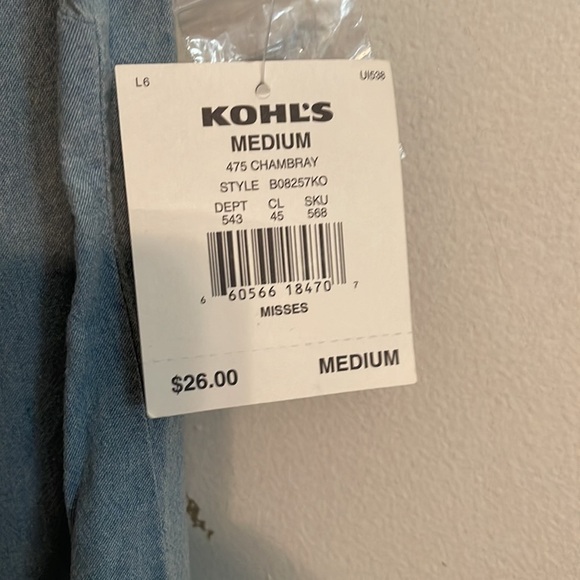 L6 UI538
KOHL'S
MEDIUM
475 CHAMBRAY
STYLE B08257KO
DEPT CL SKU
543 45 568
6 60566 18470 7
MISSES
$26.00 MEDIUM